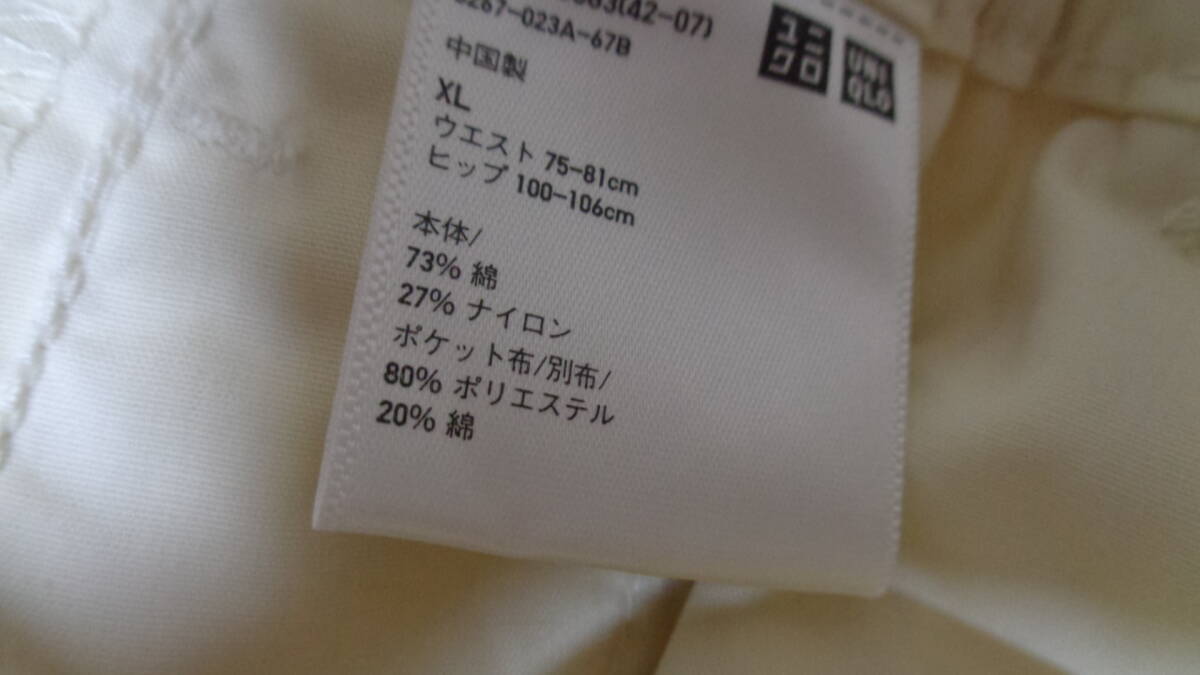 (42-07)
023A-67B
ユニ
クロ
UNI
QLO
中国製
XL
ウエスト 75-81cm
ヒップ 100-106cm
本体/
73% 綿
27% ナイロン
ポケット布/別布/
80% ポリエステル
20% 綿